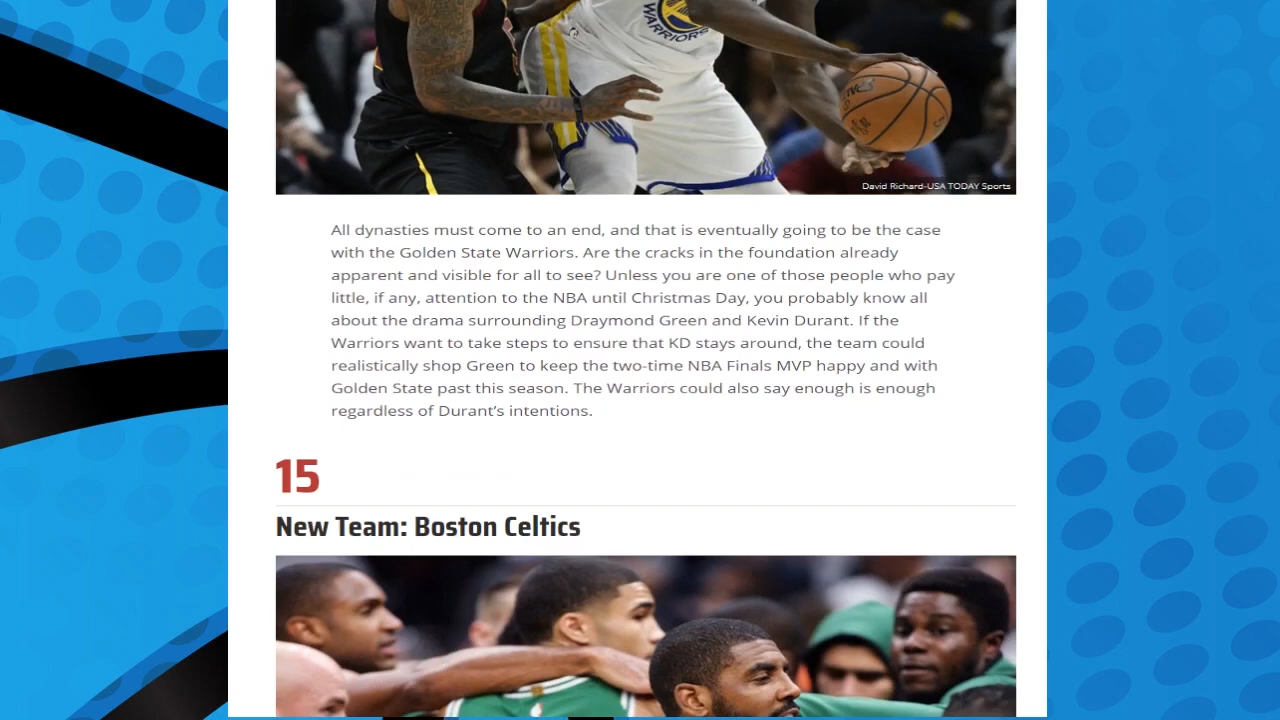 WARRIORS
David Richard-USA TODAY Sports
All dynasties must come to an end, and that is eventually going to be the case
with the Golden State Warriors. Are the cracks in the foundation already
apparent and visible for all to see? Unless you are one of those people who pay
little, if any, attention to the NBA until Christmas Day, you probably know all
about the drama surrounding Draymond Green and Kevin Durant. If the
Warriors want to take steps to ensure that KD stays around, the team could
realistically shop Green to keep the two-time NBA Finals MVP happy and with
Golden State past this season. The Warriors could also say enough is enough
regardless of Durant’s intentions.
15
New Team: Boston Celtics